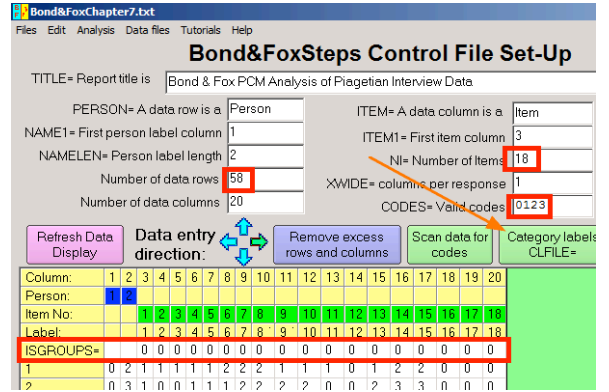 Bond&FoxChapter7.txt
Files Edit Analysis Data files Tutorials Help
Bond&FoxSteps Control File Set-Up
TITLE= Report title is Bond & Fox PCM Analysis of Piagetian Interview Data
PERSON= A data row is a Person ITEM= A data column is a Item
NAME1= First person label column 1 ITEM1= First item column 3
NAMELEN= Person label length 2 NI= Number of Items 18
Number of data rows 58 XWIDE= columns per response 1
Number of data columns 20 CODES= Valid codes 0123
Refresh Data Display Data entry direction: Remove excess rows and columns Scan data for codes Category labels CLFILE=
Column: 1 2 3 4 5 6 7 8 9 10 11 12 13 14 15 16 17 18 19 20
Person: 1 2
Item No: 1 2 3 4 5 6 7 8 9 10 11 12 13 14 15 16 17 18
Label: 1 2 3 4 5 6 7 8 9 10 11 12 13 14 15 16 17 18
ISGROUPS= 0 0 0 0 0 0 0 0 0 0 0 0 0 0 0 0 0 0
1 0 2 1 1 1 1 1 2 2 2 1 1 1 0 1 2 2 0 0 0
2 0 3 1 0 0 1 1 1 2 2 2 2 0 0 2 3 3 0 0 0